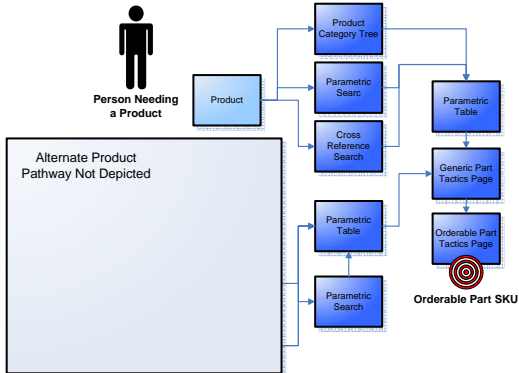 Product
Category Tree
Person Needing
a Product
Product
Parametric
Searc
Parametric
Table
Cross
Reference
Search
Alternate Product
Pathway Not Depicted
Generic Part
Tactics Page
Parametric
Table
Orderable Part
Tactics Page
Parametric
Search
Orderable Part SKU